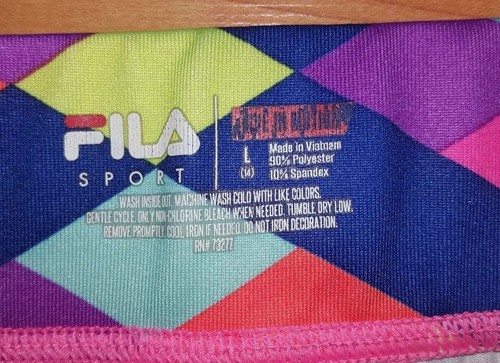 FILA
SPORT
L
(14)
Made in Vietnam
90% Polyester
10% Spandex
WASH INSIDE OUT. MACHINE WASH COLD WITH LIKE COLORS.
GENTLE CYCLE. ONLY NON-CHLORINE BLEACH WHEN NEEDED. TUMBLE DRY LOW.
REMOVE PROMPTLY. COOL IRON IF NEEDED. DO NOT IRON DECORATION.
RN# 73277